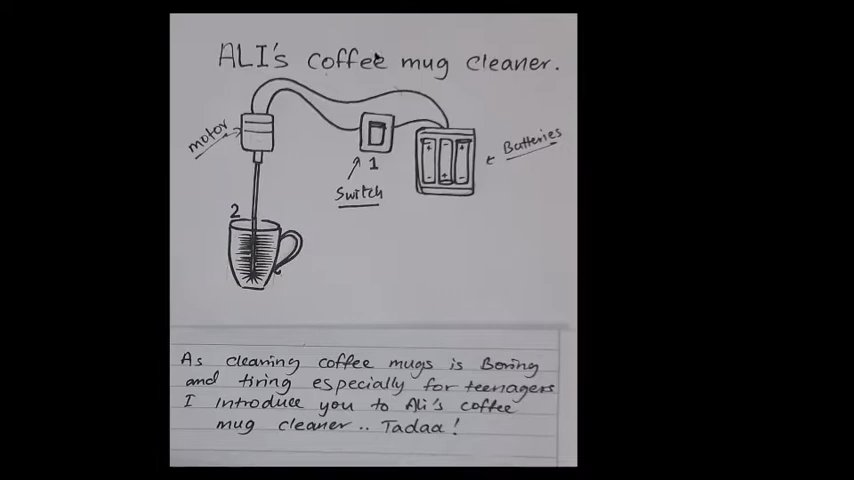 ALI's coffee mug cleaner.
motor
Batteries
1
Switch
2
As cleaning coffee mugs is Boring
and tiring especially for teenagers
I introduce you to Ali's coffee
mug cleaner.. Tadaa!